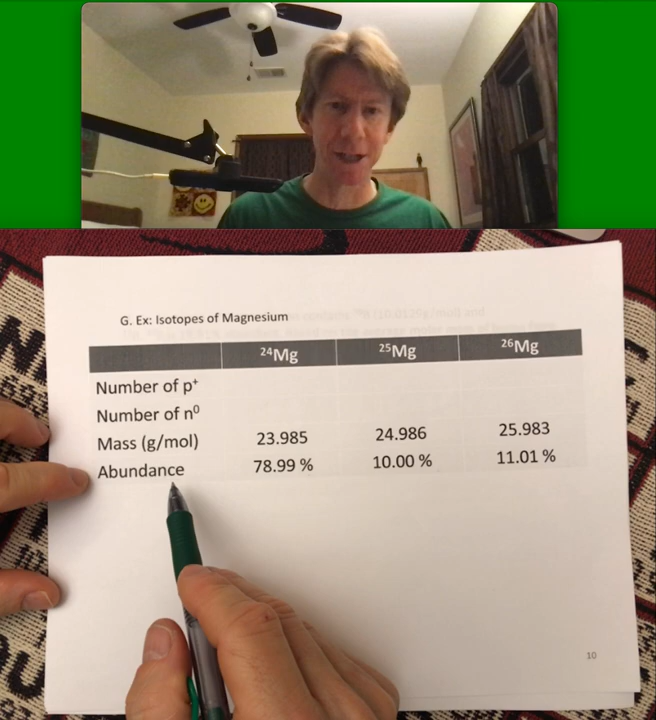 G. Ex: Isotopes of Magnesium
²⁴Mg ²⁵Mg ²⁶Mg
Number of p⁺
Number of n⁰
Mass (g/mol) 23.985 24.986 25.983
Abundance 78.99 % 10.00 % 11.01 %
10